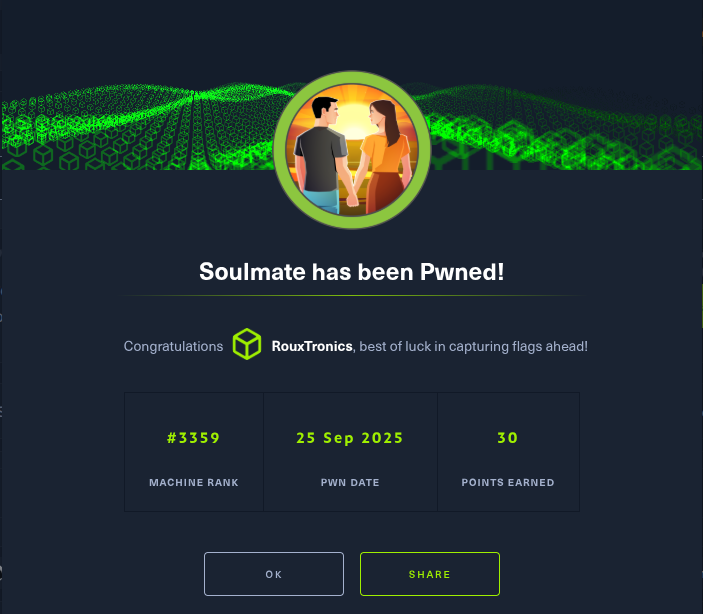 Soulmate has been Pwned!
Congratulations RouxTronics, best of luck in capturing flags ahead!
#3359 25 Sep 2025 30
MACHINE RANK PWN DATE POINTS EARNED
OK SHARE